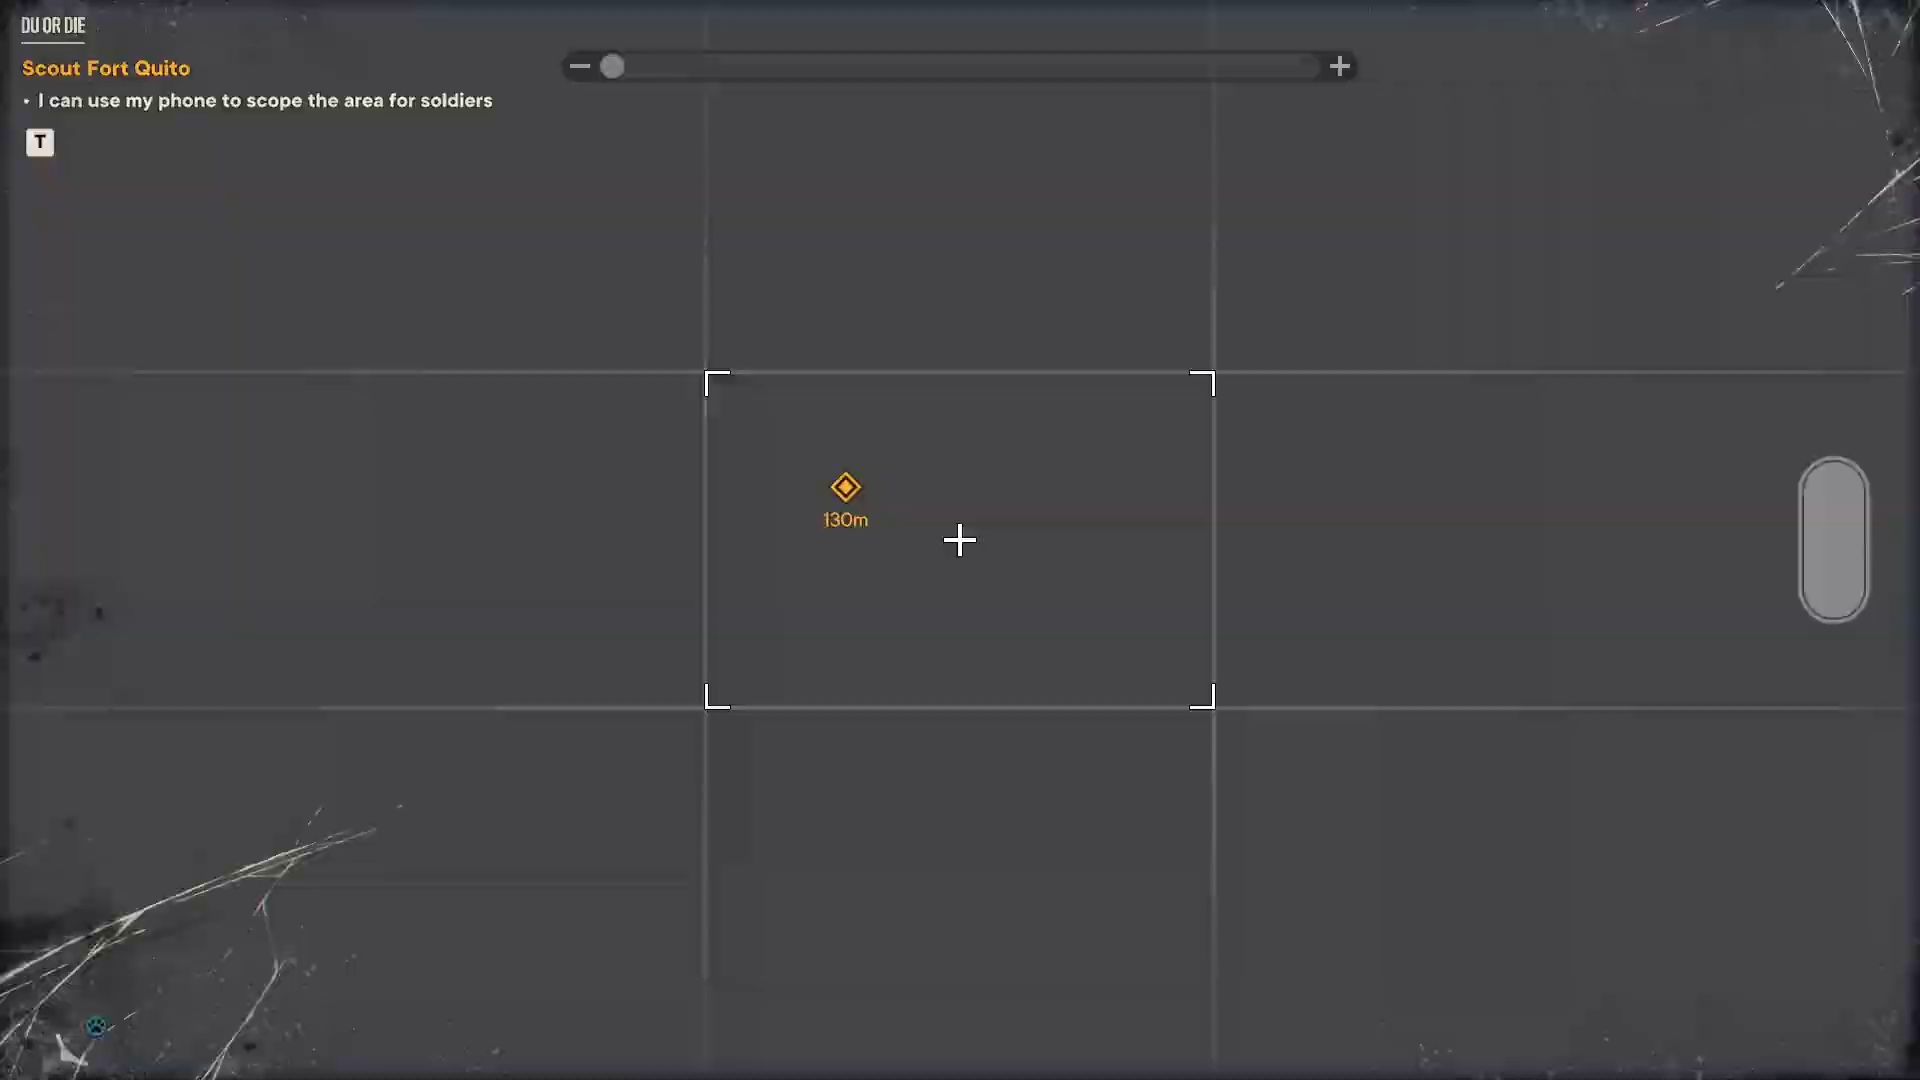 DU OR DIE
Scout Fort Quito
• I can use my phone to scope the area for soldiers
T
130m